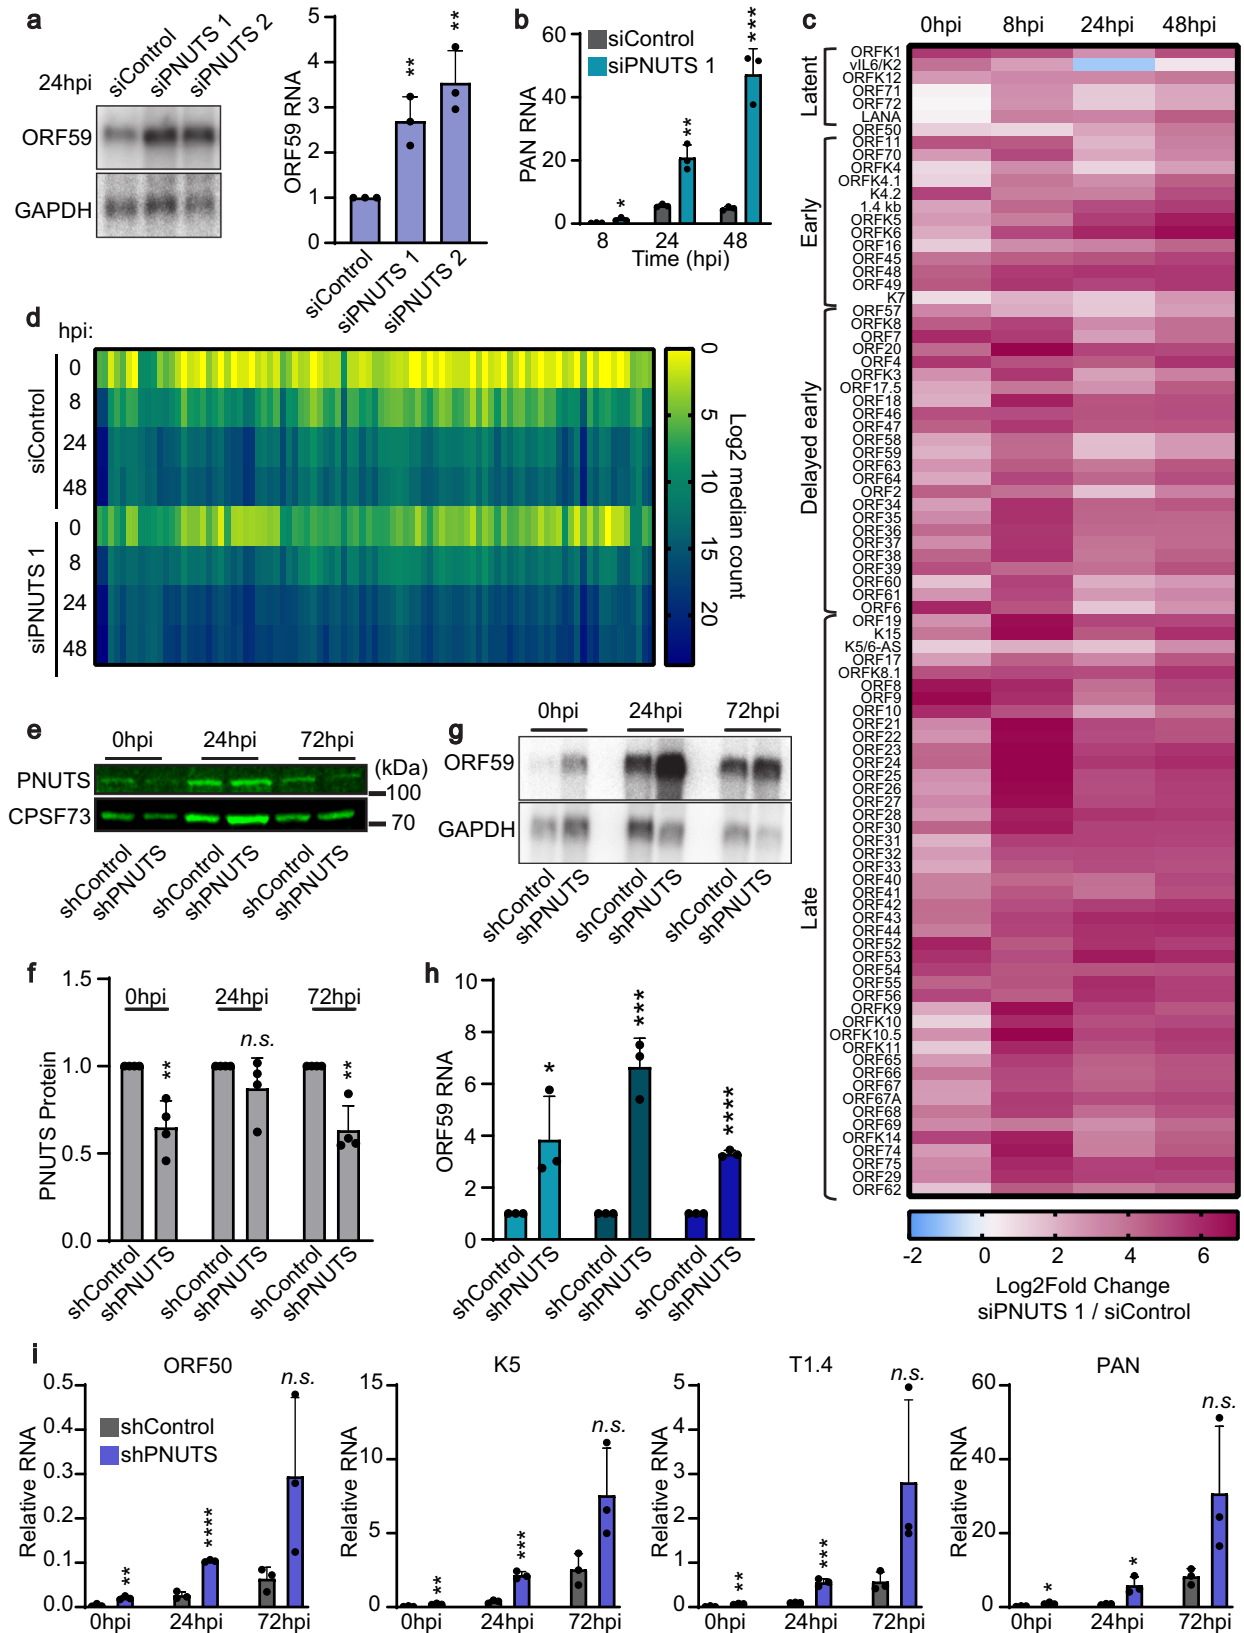 a
24hpi
siControl
siPNUTS 1
siPNUTS 2
ORF59
GAPDH
ORF59 RNA
5
4
3
2
1
0
**
**
siControl
siPNUTS 1
siPNUTS 2
b
siControl
siPNUTS 1
PAN RNA
60
40
20
0
*
**
***
8
24
48
Time (hpi)
c
0hpi 8hpi 24hpi 48hpi
Latent
ORFK1
vIL6/K2
ORFK12
ORF71
ORF72
LANA
Early
ORF50
ORF11
ORF70
ORFK4
ORFK4.1
K4.2
1.4 kb
ORFK5
ORFK6
ORF16
ORF45
ORF48
ORF49
K7
Delayed early
ORF57
ORFK8
ORF7
ORF20
ORF4
ORFK3
ORF17.5
ORF18
ORF46
ORF47
ORF58
ORF59
ORF63
ORF64
ORF2
ORF34
ORF35
ORF36
ORF37
ORF38
ORF39
ORF60
ORF61
ORF6
Late
ORF19
K15
K5/6-AS
ORF17
ORFK8.1
ORF8
ORF9
ORF10
ORF21
ORF22
ORF23
ORF24
ORF25
ORF26
ORF27
ORF28
ORF30
ORF31
ORF32
ORF33
ORF40
ORF41
ORF42
ORF43
ORF44
ORF52
ORF53
ORF54
ORF55
ORF56
ORFK9
ORFK10
ORFK10.5
ORFK11
ORF65
ORF66
ORF67
ORF67A
ORF68
ORF69
ORFK14
ORF74
ORF75
ORF29
ORF62
-2 0 2 4 6
Log2Fold Change
siPNUTS 1 / siControl
d
hpi:
siControl
0
8
24
48
siPNUTS 1
0
8
24
48
0
5
10
15
20
Log2 median count
e
0hpi 24hpi 72hpi
PNUTS
CPSF73
(kDa)
100
70
shControl
shPNUTS
shControl
shPNUTS
shControl
shPNUTS
g
0hpi 24hpi 72hpi
ORF59
GAPDH
shControl
shPNUTS
shControl
shPNUTS
shControl
shPNUTS
f
PNUTS Protein
1.5
1.0
0.5
0.0
0hpi 24hpi 72hpi
**
n.s.
**
shControl
shPNUTS
shControl
shPNUTS
shControl
shPNUTS
h
ORF59 RNA
10
8
6
4
2
0
*
***
****
shControl
shPNUTS
shControl
shPNUTS
shControl
shPNUTS
i
ORF50
Relative RNA
0.5
0.4
0.3
0.2
0.1
0.0
shControl
shPNUTS
**
****
n.s.
0hpi 24hpi 72hpi
K5
Relative RNA
15
10
5
0
**
***
n.s.
0hpi 24hpi 72hpi
T1.4
Relative RNA
5
4
3
2
1
0
**
***
n.s.
0hpi 24hpi 72hpi
PAN
Relative RNA
60
40
20
0
*
*
n.s.
0hpi 24hpi 72hpi